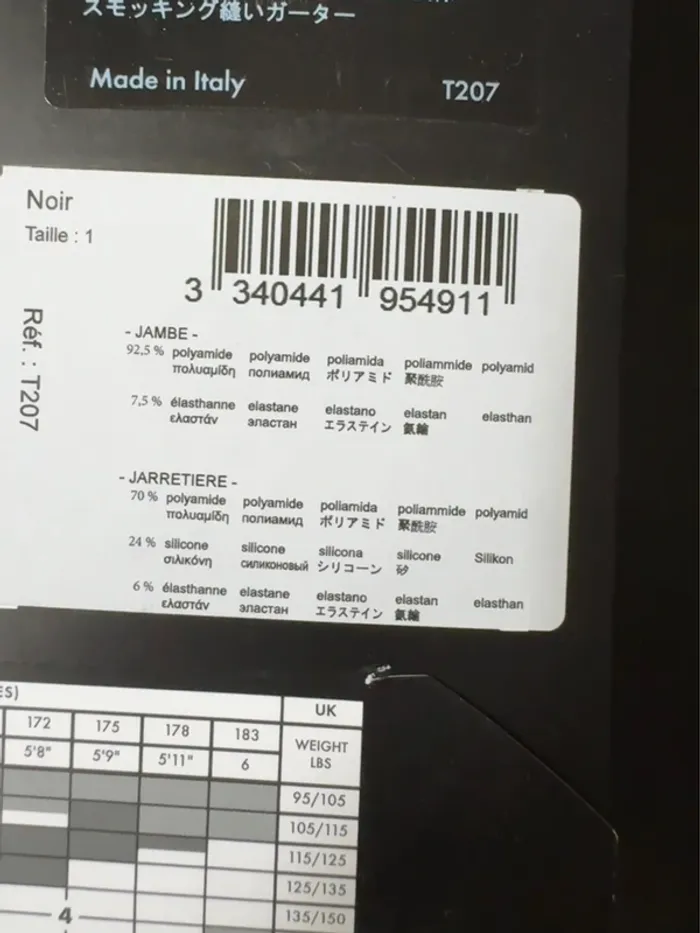 スモッキング縫いガーター
Made in Italy
T207
Noir
Taille : 1
3 340441 954911
Réf. : T207
- JAMBE -
92,5 % polyamide polyamide poliamida poliammide polyamid
πολυαμίδη полиамид ポリアミド 聚酰胺
7,5 % élasthanne elastane elastano elastan elasthan
ελαστάν эластан エラステイン 氨綸
- JARRETIERE -
70 % polyamide polyamide poliamida poliammide polyamid
πολυαμίδη полиамид ポリアミド 聚酰胺
24 % silicone silicone silicona silicone Silikon
σιλικόνη силиконовый シリコーン 砂
6 % élasthanne elastane elastano elastan elasthan
ελαστάν эластан エラステイン 氨綸
ES)
UK
172 175 178 183
WEIGHT
5'8" 5'9" 5'11" 6
LBS
95/105
105/115
115/125
125/135
4
135/150